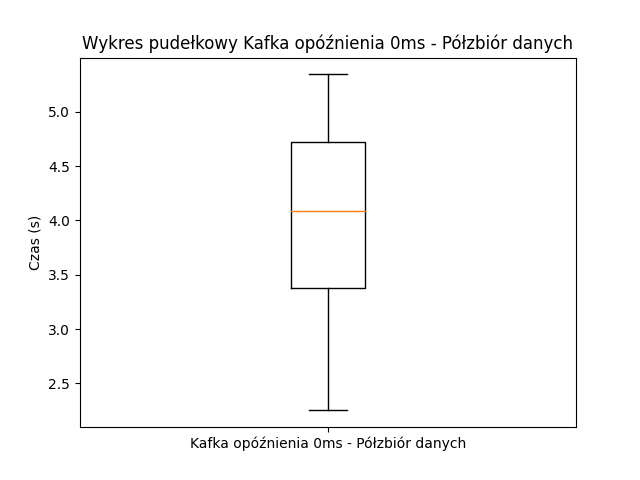 Wykres pudełkowy Kafka opóźnienia 0ms - Półzbiór danych
5.0
4.5
4.0
3.5
3.0
2.5
Czas (s)
Kafka opóźnienia 0ms - Półzbiór danych